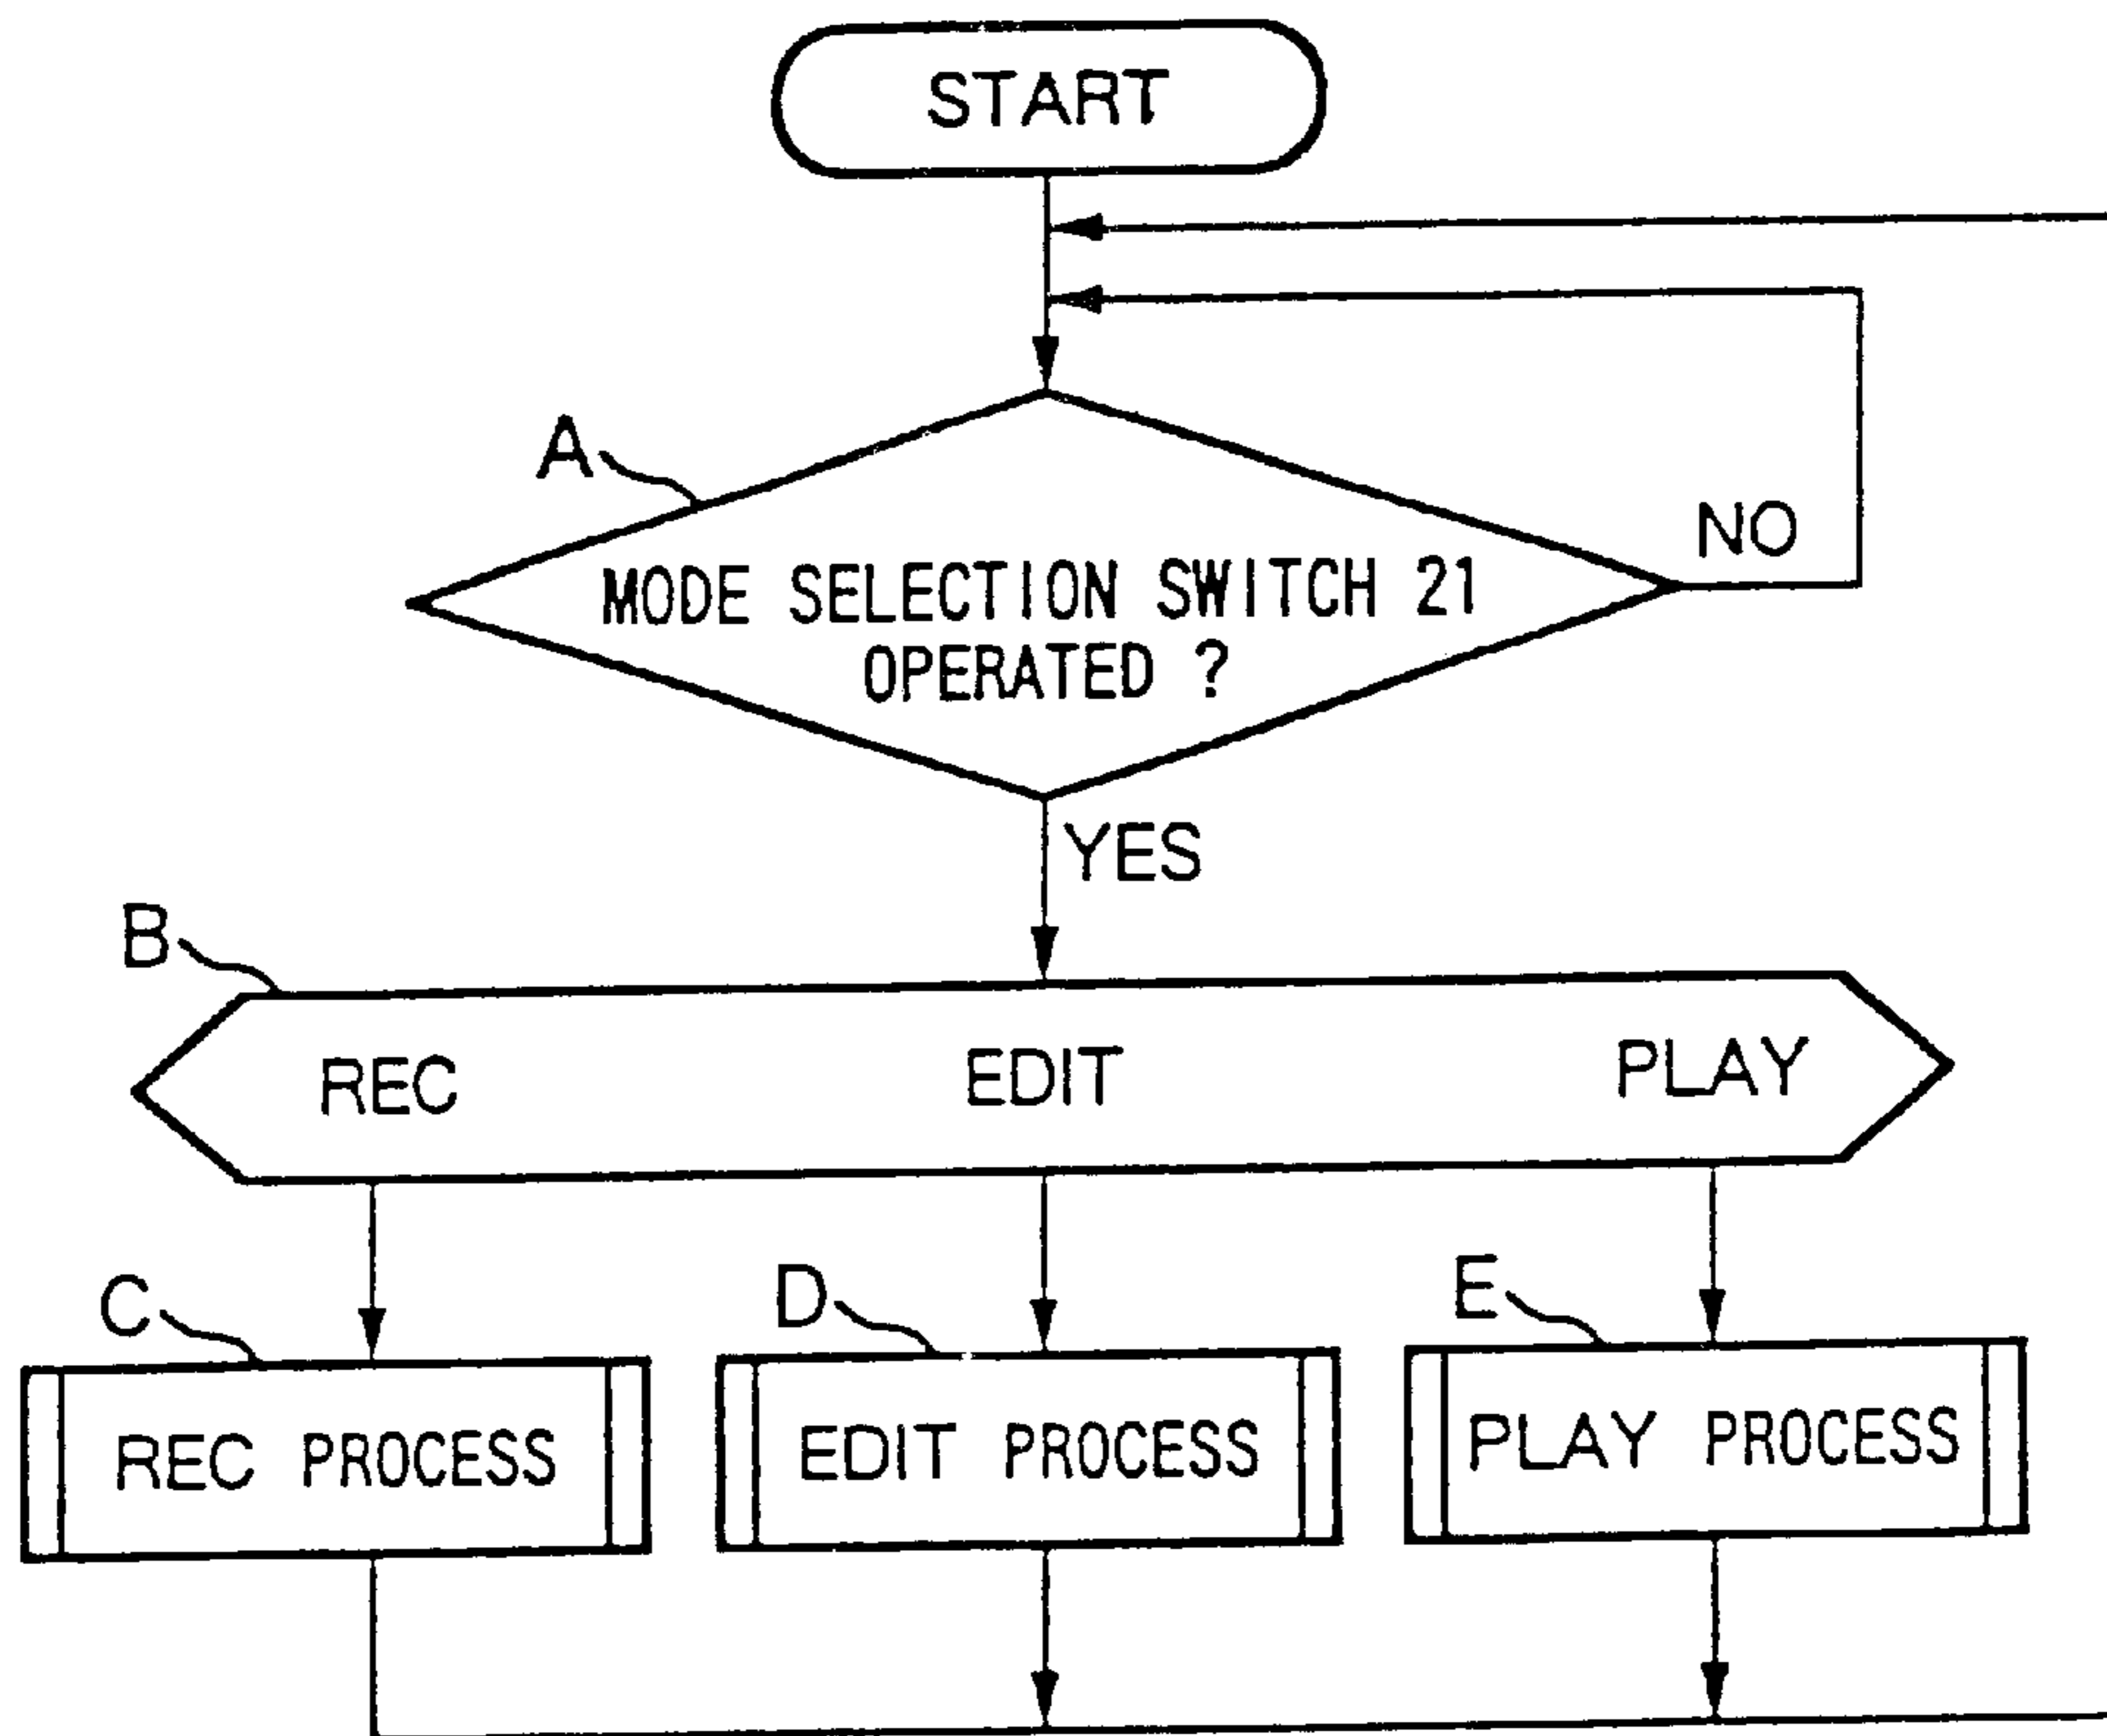 START
A
NO
MODE SELECTION SWITCH 21
OPERATED ?
YES
B
REC EDIT PLAY
C D E
REC PROCESS EDIT PROCESS PLAY PROCESS